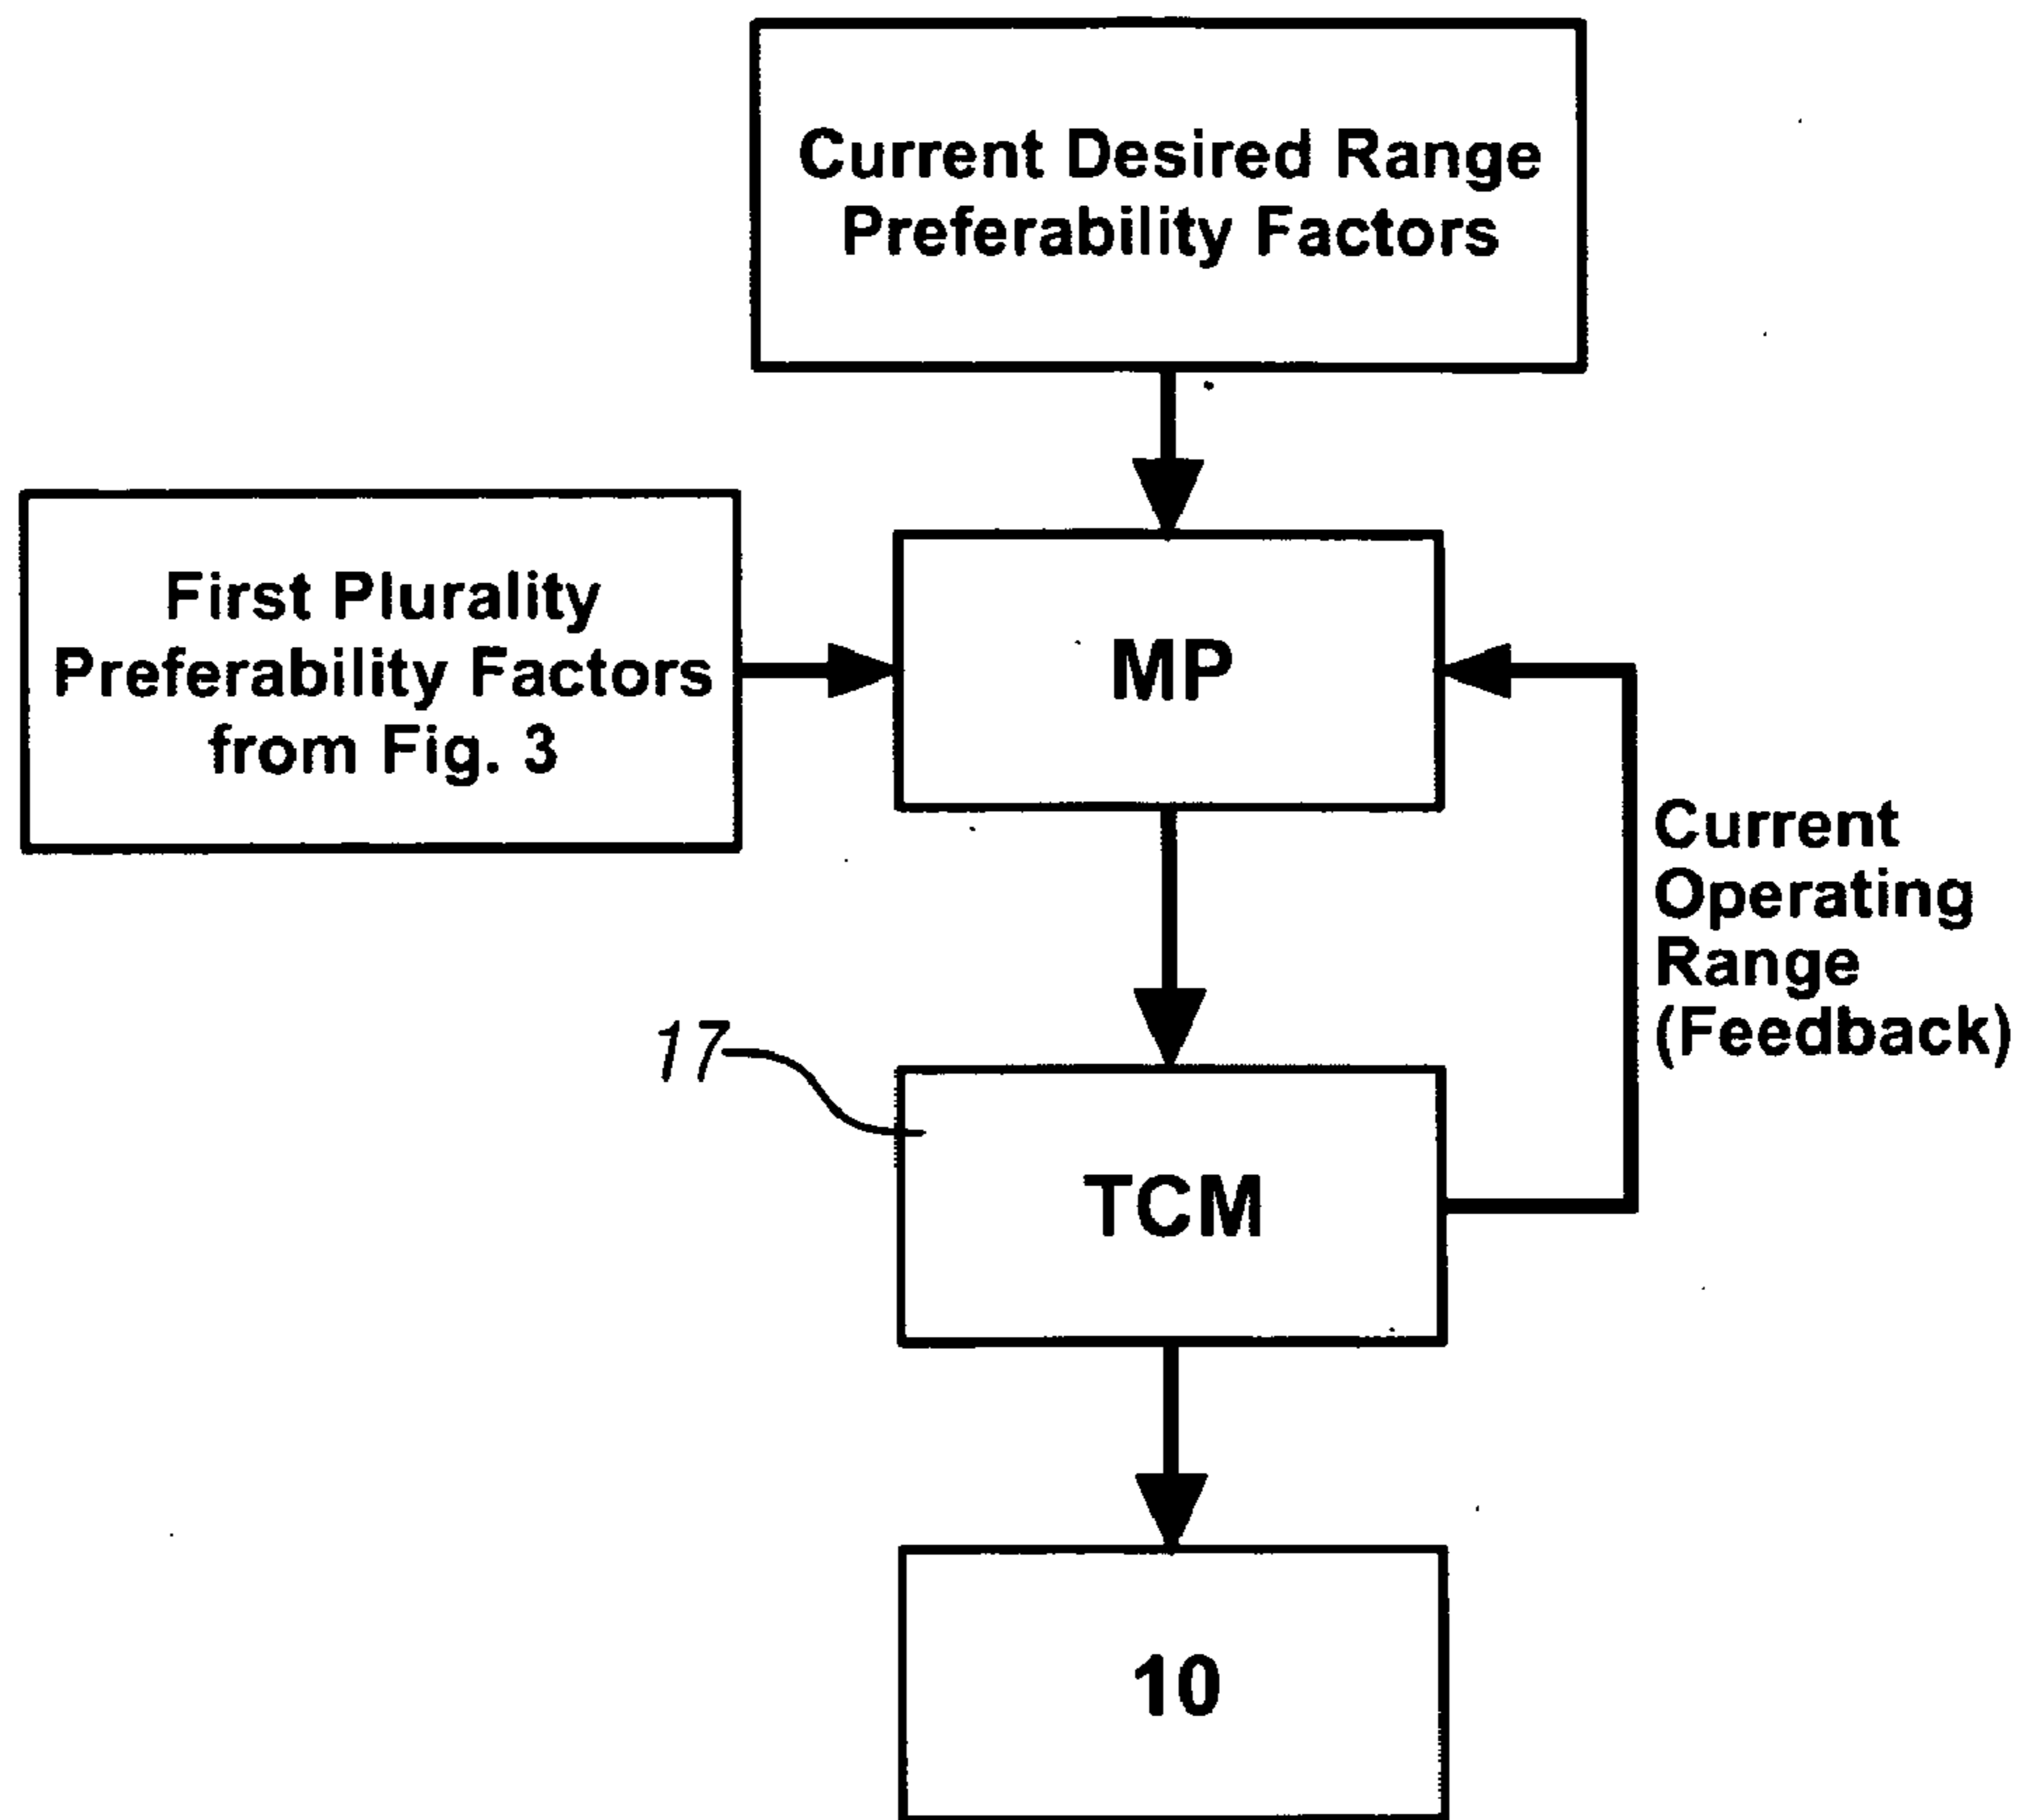 Current Desired Range
Preferability Factors
First Plurality
Preferability Factors
from Fig. 3
MP
Current
Operating
Range
(Feedback)
17
TCM
10